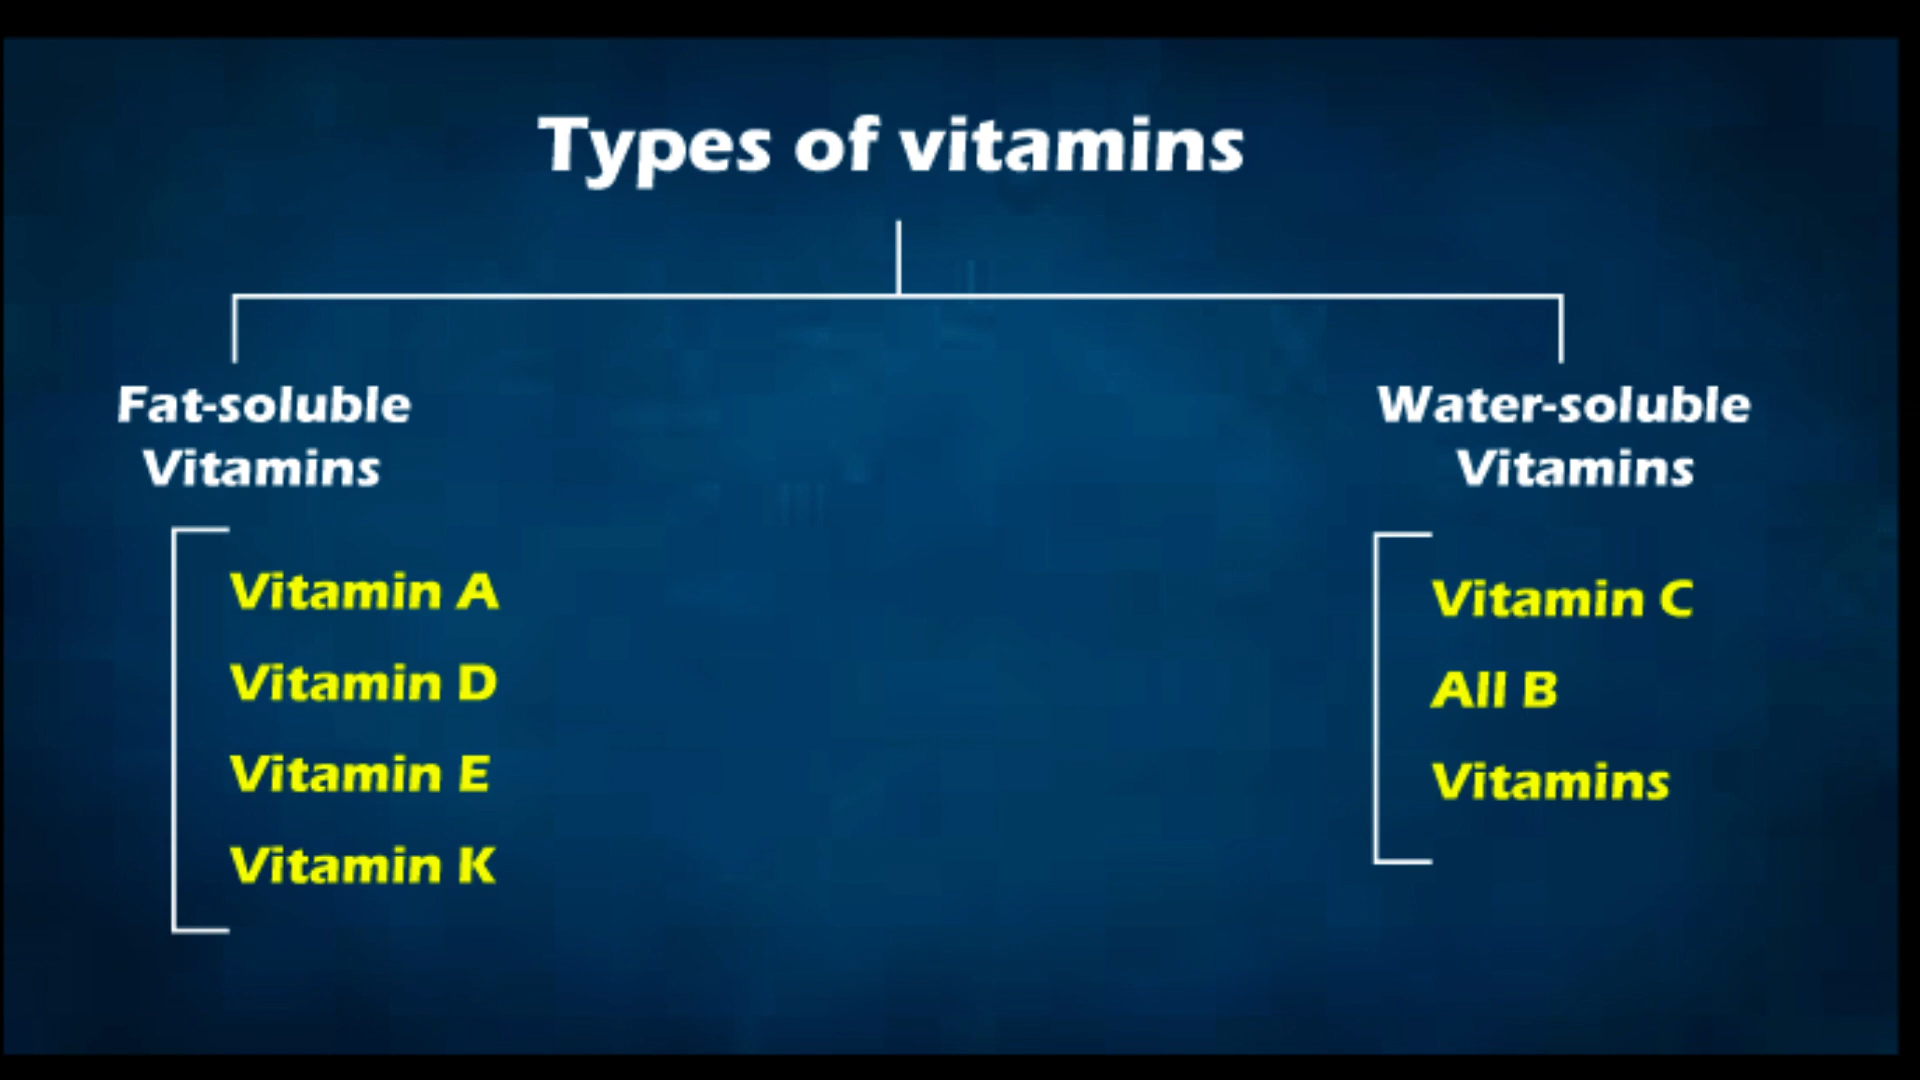 Types of vitamins
Fat-soluble
Vitamins
Vitamin A
Vitamin D
Vitamin E
Vitamin K
Water-soluble
Vitamins
Vitamin C
All B
Vitamins